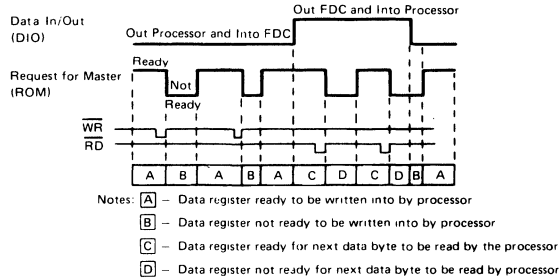 Out FDC and Into Processor
Data In/Out
(DIO)
Out Processor and Into FDC
Ready
Request for Master
(ROM)
Not
Ready
WR
RD
A B A B A C D C D B A
Notes: A – Data register ready to be written into by processor
B – Data register not ready to be written into by processor
C – Data register ready for next data byte to be read by the processor
D – Data register not ready for next data byte to be read by processor